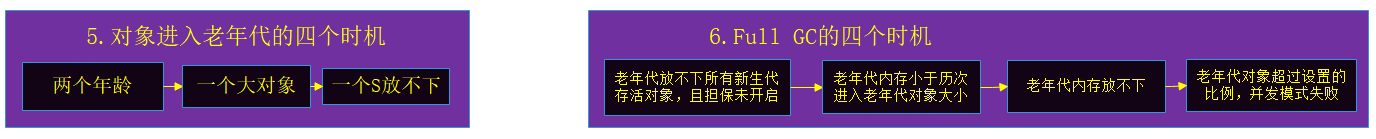 5.对象进入老年代的四个时机
两个年龄
一个大对象
一个S放不下
6.Full GC的四个时机
老年代放不下所有新生代
存活对象，且担保未开启
老年代内存小于历次
进入老年代对象大小
老年代内存放不下
老年代对象超过设置的
比例，并发模式失败